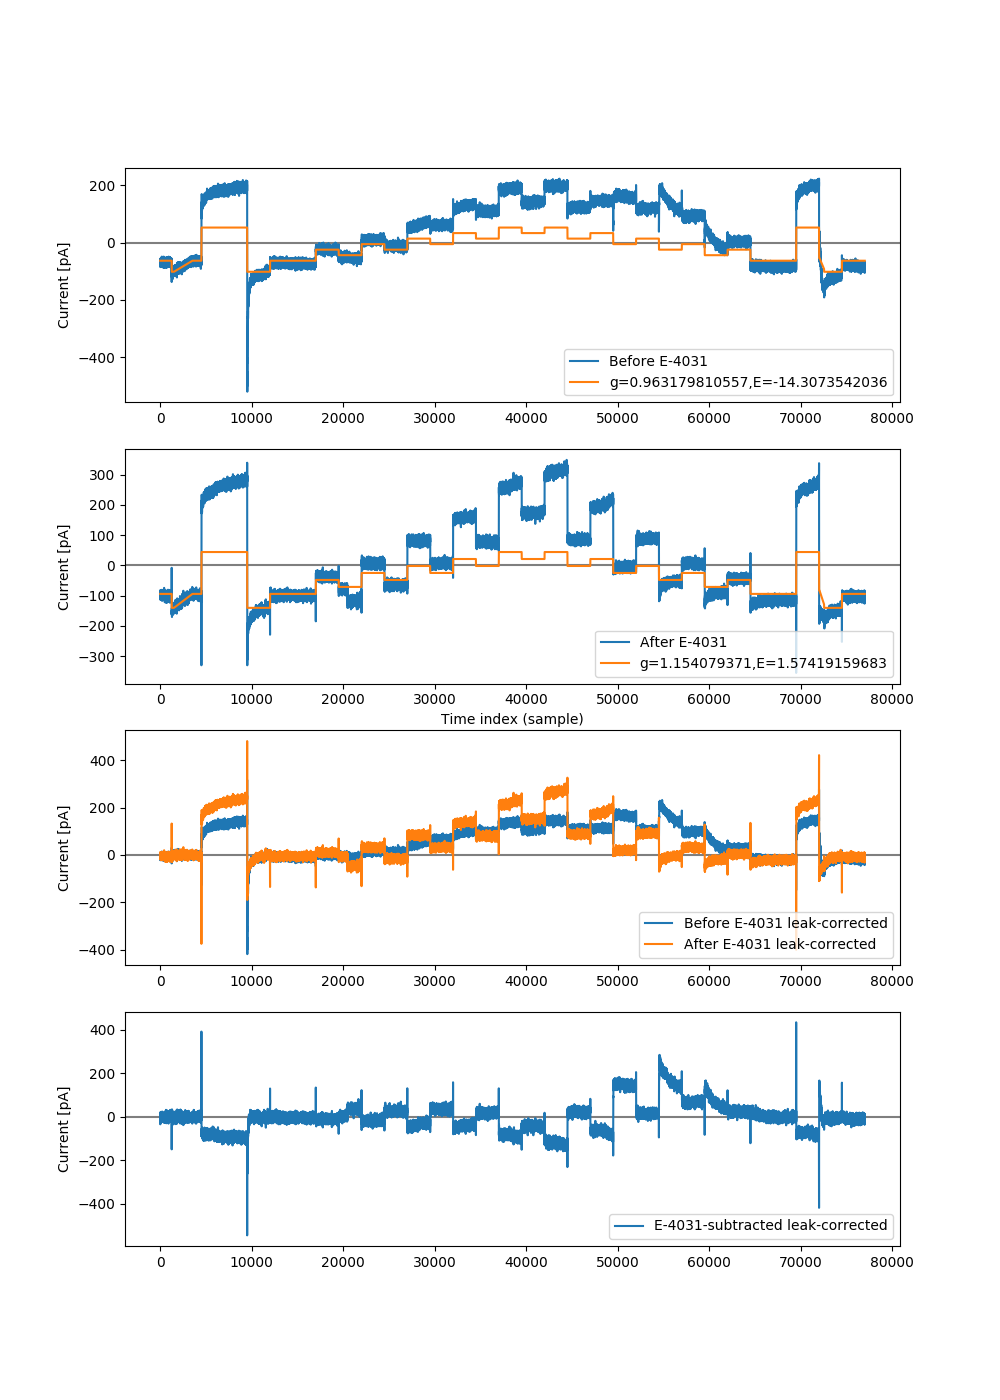 200
0
−200
−400
Current [pA]
Before E-4031
g=0.963179810557,E=-14.3073542036
0 10000 20000 30000 40000 50000 60000 70000 80000
300
200
100
0
−100
−200
−300
Current [pA]
After E-4031
g=1.154079371,E=1.57419159683
0 10000 20000 30000 40000 50000 60000 70000 80000
Time index (sample)
400
200
0
−200
−400
Current [pA]
Before E-4031 leak-corrected
After E-4031 leak-corrected
0 10000 20000 30000 40000 50000 60000 70000 80000
400
200
0
−200
−400
Current [pA]
E-4031-subtracted leak-corrected
0 10000 20000 30000 40000 50000 60000 70000 80000